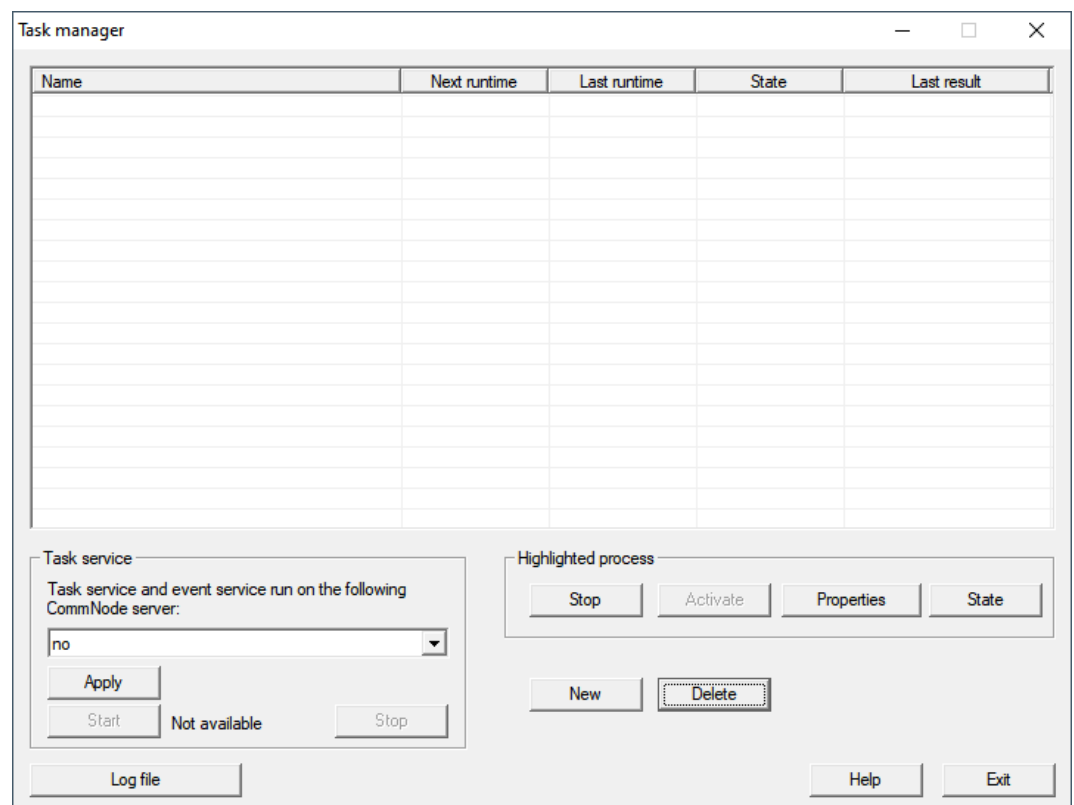 Task manager
Name Next runtime Last runtime State Last result
Task service
Task service and event service run on the following
CommNode server:
no
Apply
Start Not available Stop
Highlighted process
Stop Activate Properties State
New Delete
Log file Help Exit